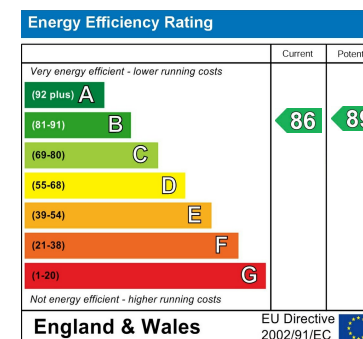 Energy Efficiency Rating
Current Potent
Very energy efficient - lower running costs
(92 plus) A
(81-91) B
86 89
(69-80) C
(55-68) D
(39-54) E
(21-38) F
(1-20) G
Not energy efficient - higher running costs
England & Wales
EU Directive
2002/91/EC